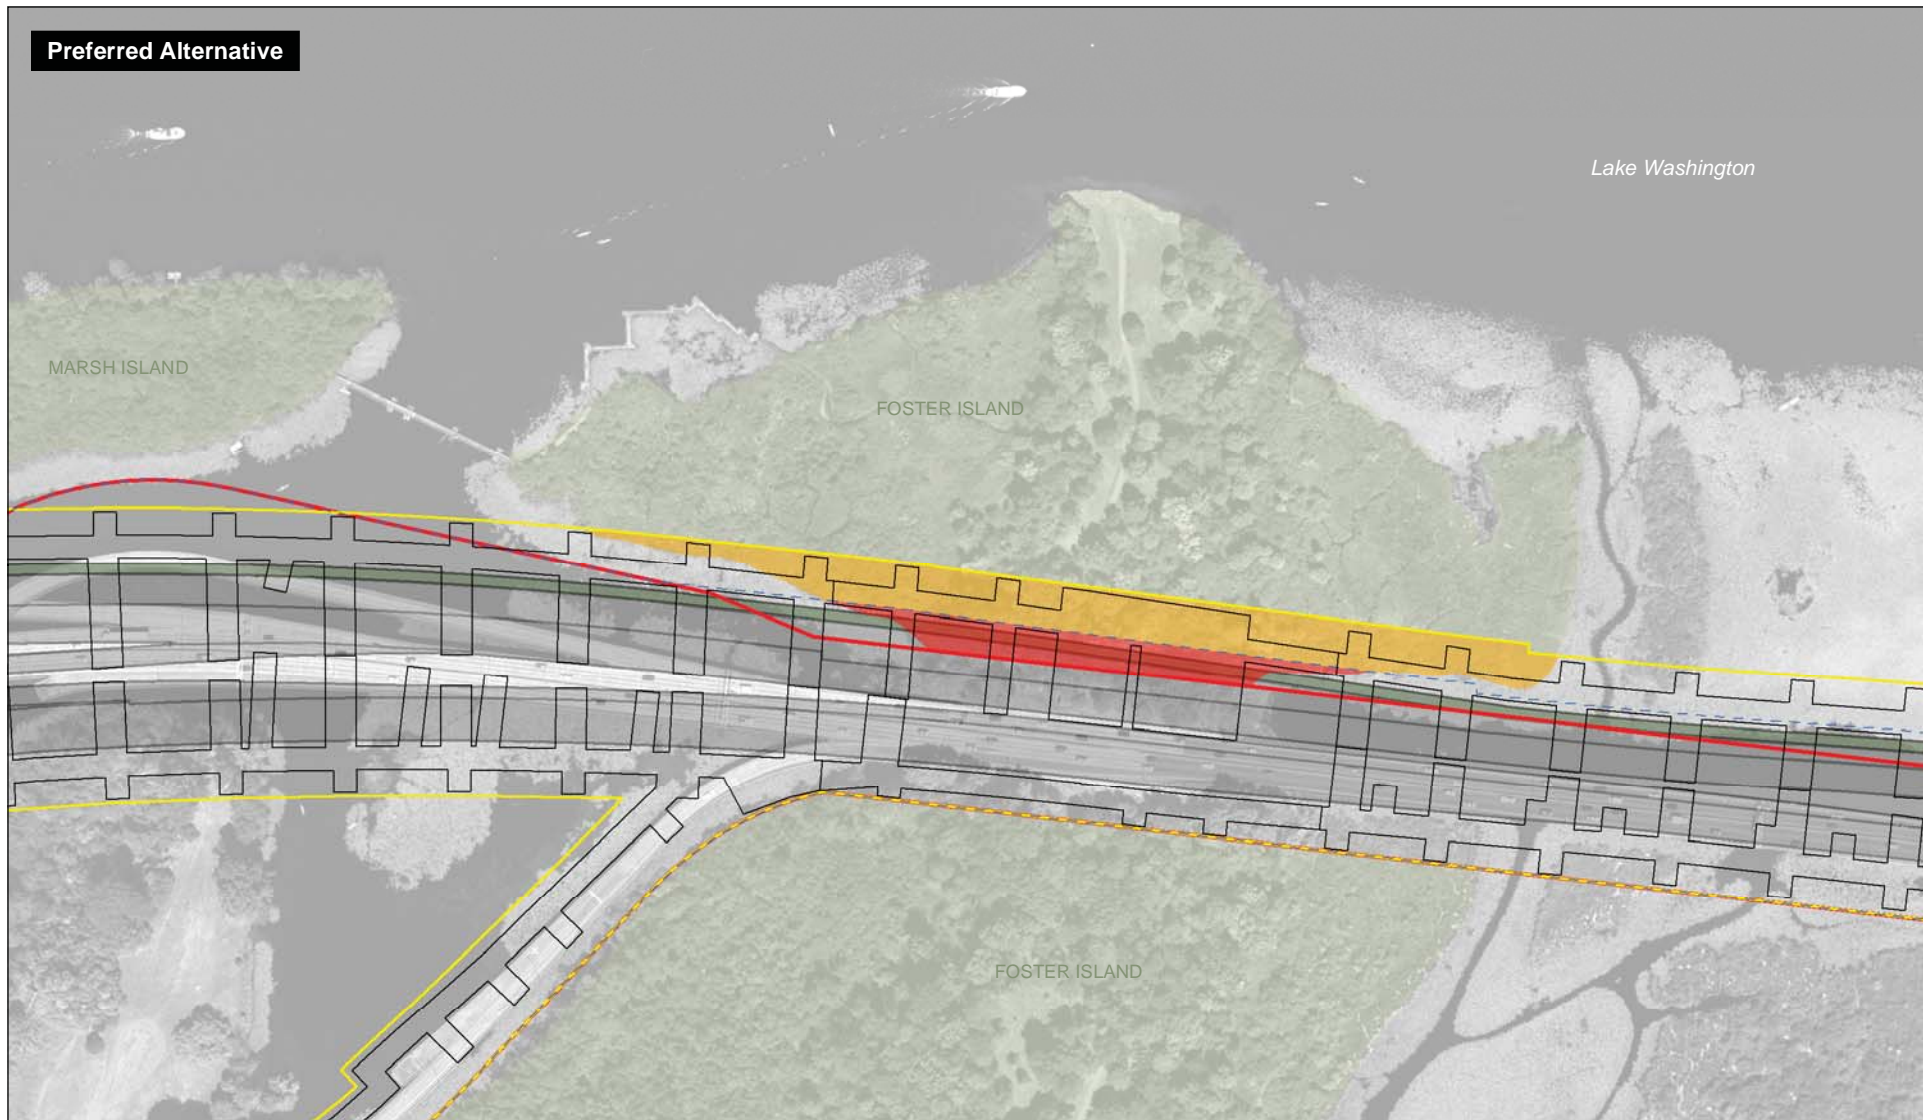 Preferred Alternative
Lake Washington
MARSH ISLAND
FOSTER ISLAND
FOSTER ISLAND